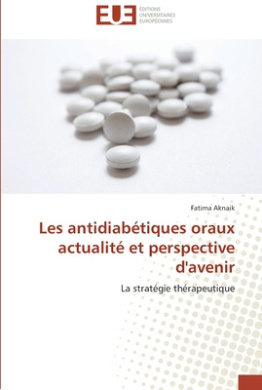 EUE
ÉDITIONS
UNIVERSITAIRES
EUROPÉENNES
Fatima Aknaik
Les antidiabétiques oraux
actualité et perspective
d'avenir
La stratégie thérapeutique